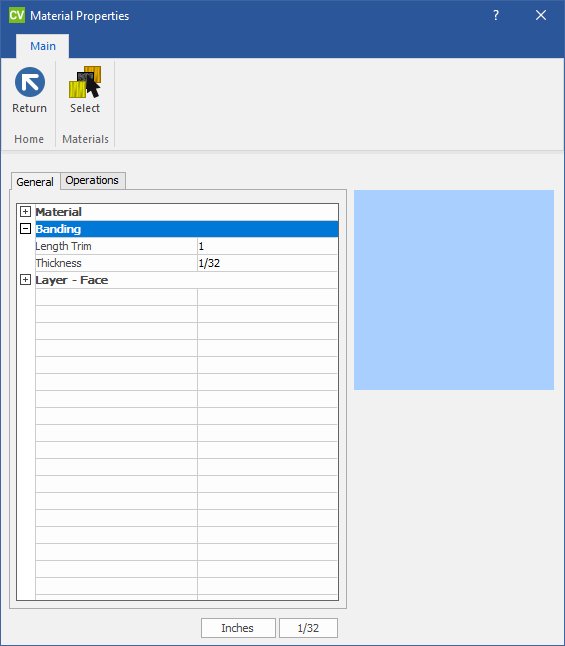 CV Material Properties ?
Main
Return Select
Home Materials
General Operations
Material
Banding
Length Trim 1
Thickness 1/32
Layer - Face
Inches 1/32